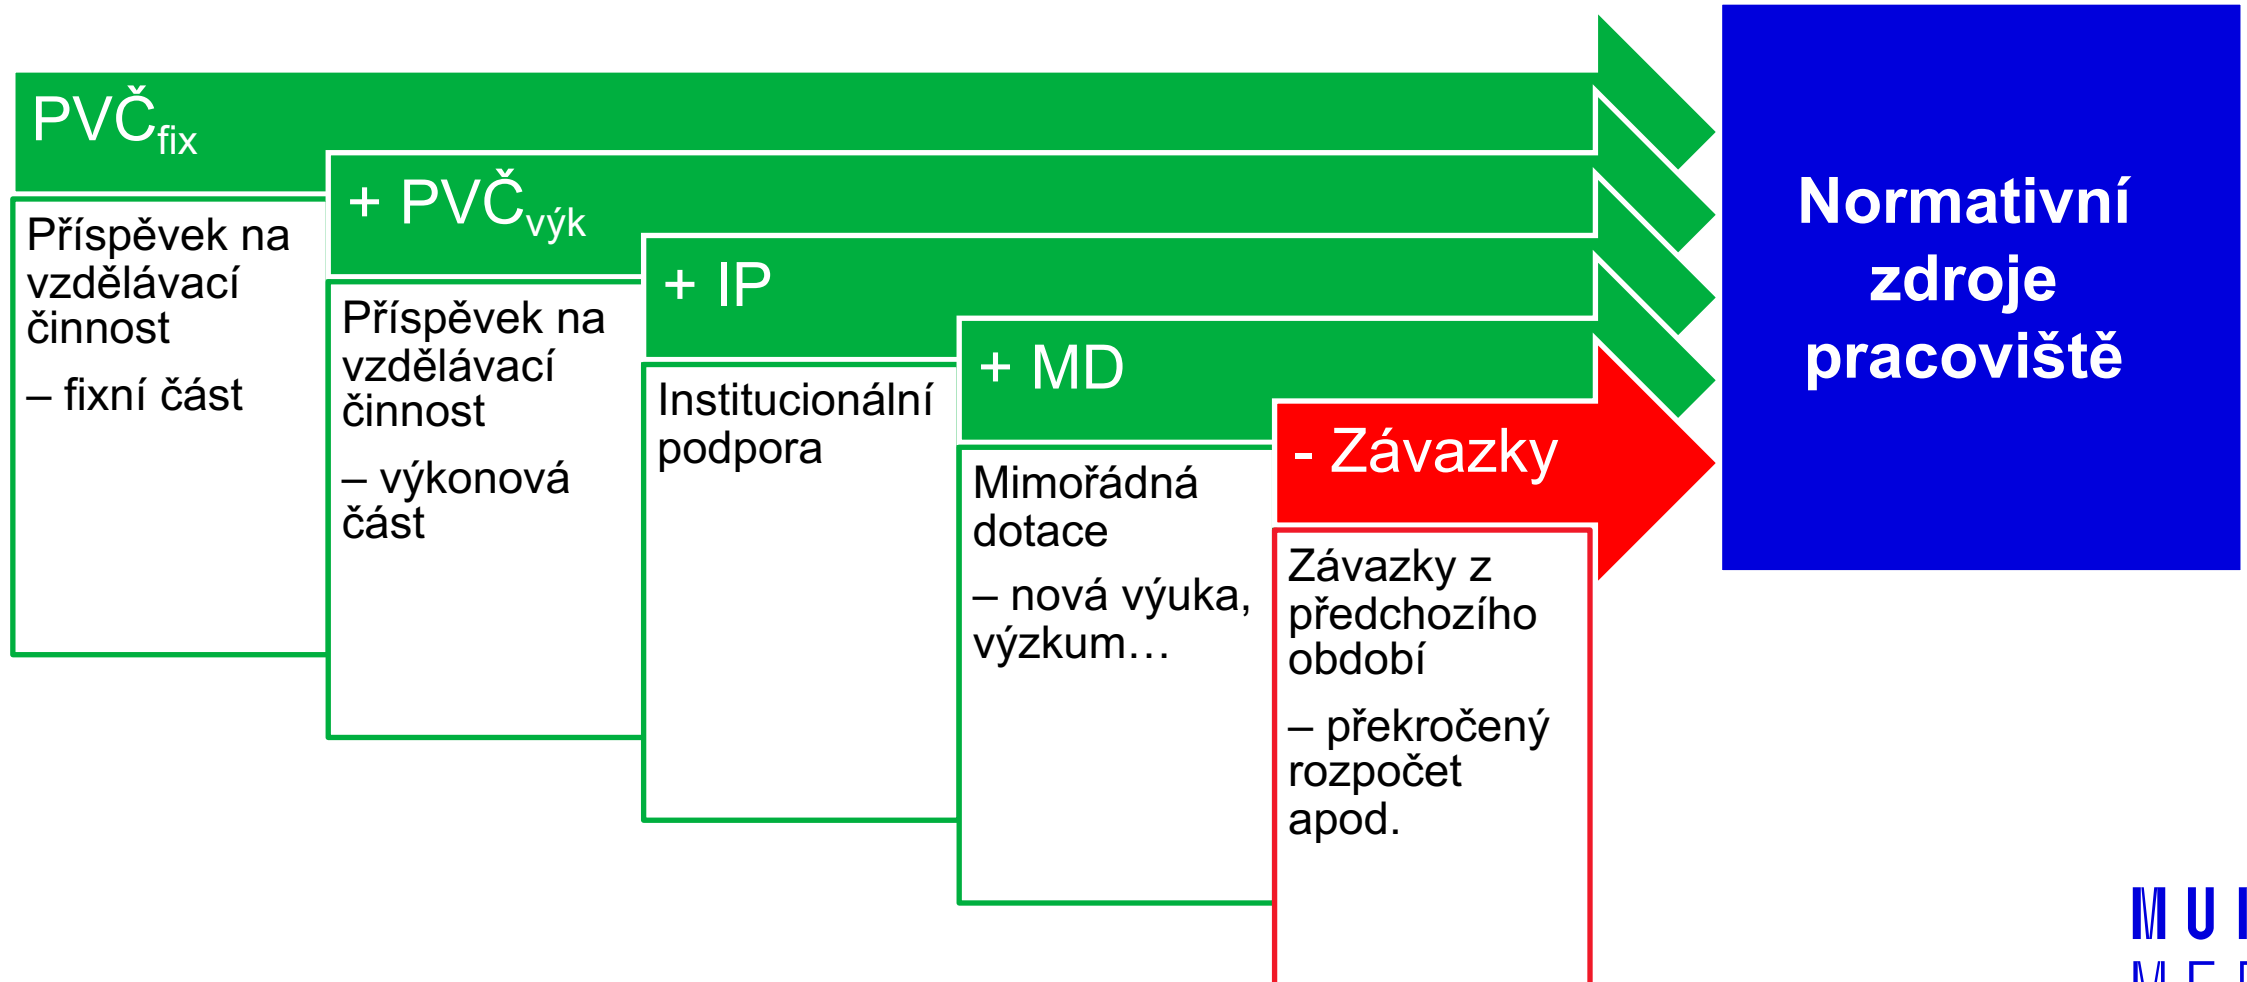 PVČfix
Příspěvek na
vzdělávací
činnost
– fixní část
+ PVČvýk
Příspěvek na
vzdělávací
činnost
– výkonová
část
+ IP
Institucionální
podpora
+ MD
Mimořádná
dotace
– nová výuka,
výzkum…
- Závazky
Závazky z
předchozího
období
– překročený
rozpočet
apod.
Normativní
zdroje
pracoviště